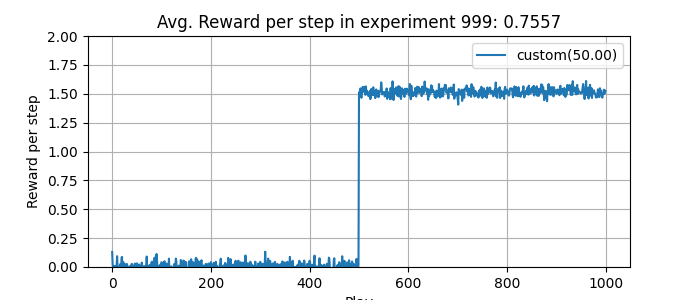 Avg. Reward per step in experiment 999: 0.7557
Reward per step
2.00
1.75
1.50
1.25
1.00
0.75
0.50
0.25
0.00
custom(50.00)
0 200 400 600 800 1000
Play